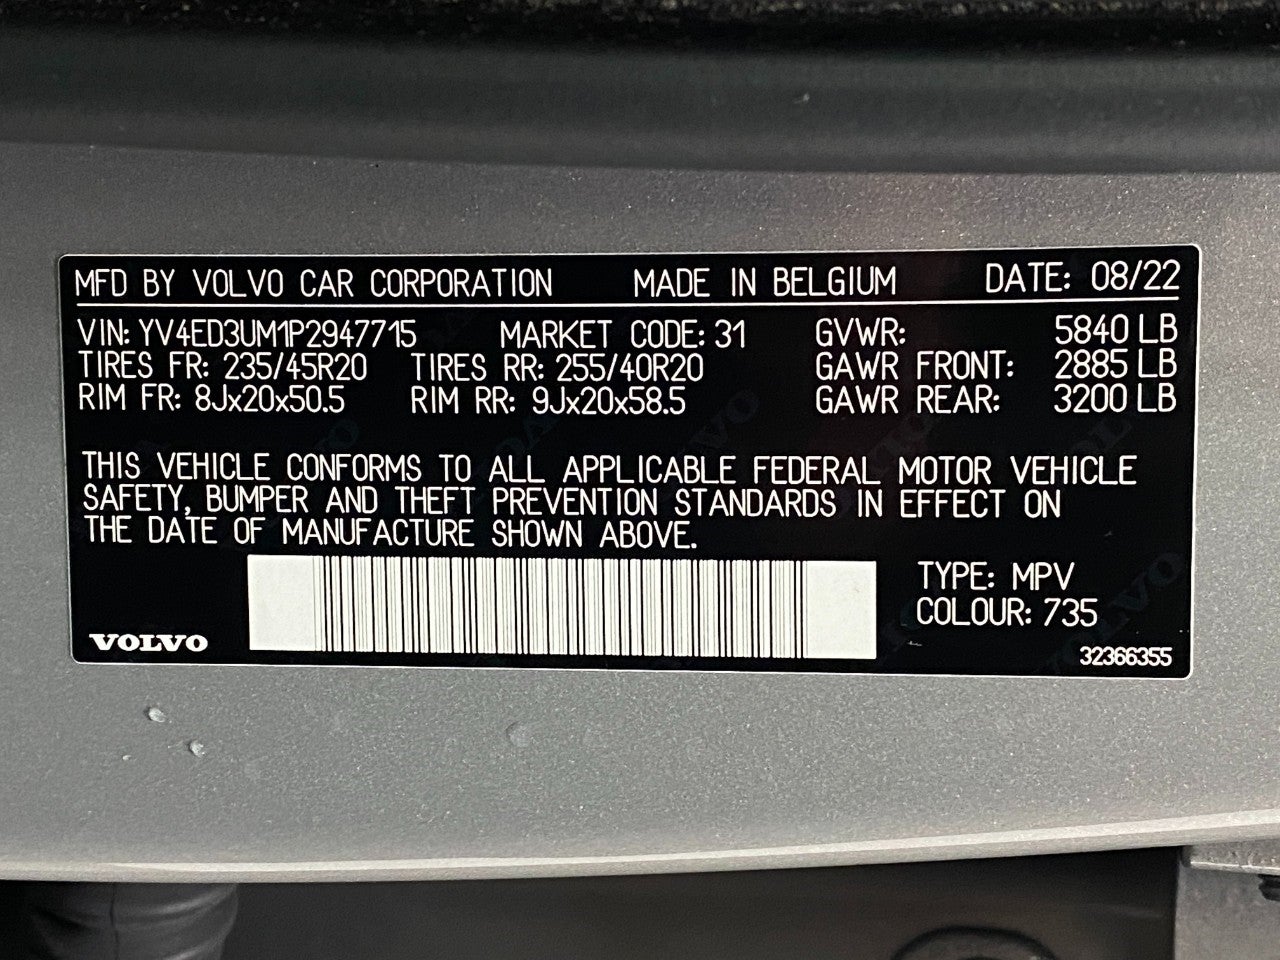 MFD BY VOLVO CAR CORPORATION MADE IN BELGIUM DATE: 08/22
VIN: YV4ED3UM1P2947715 MARKET CODE: 31 GVWR: 5840 LB
TIRES FR: 235/45R20 TIRES RR: 255/40R20 GAWR FRONT: 2885 LB
RIM FR: 8Jx20x50.5 RIM RR: 9Jx20x58.5 GAWR REAR: 3200 LB
THIS VEHICLE CONFORMS TO ALL APPLICABLE FEDERAL MOTOR VEHICLE
SAFETY, BUMPER AND THEFT PREVENTION STANDARDS IN EFFECT ON
THE DATE OF MANUFACTURE SHOWN ABOVE.
TYPE: MPV
COLOUR: 735
VOLVO
32366355